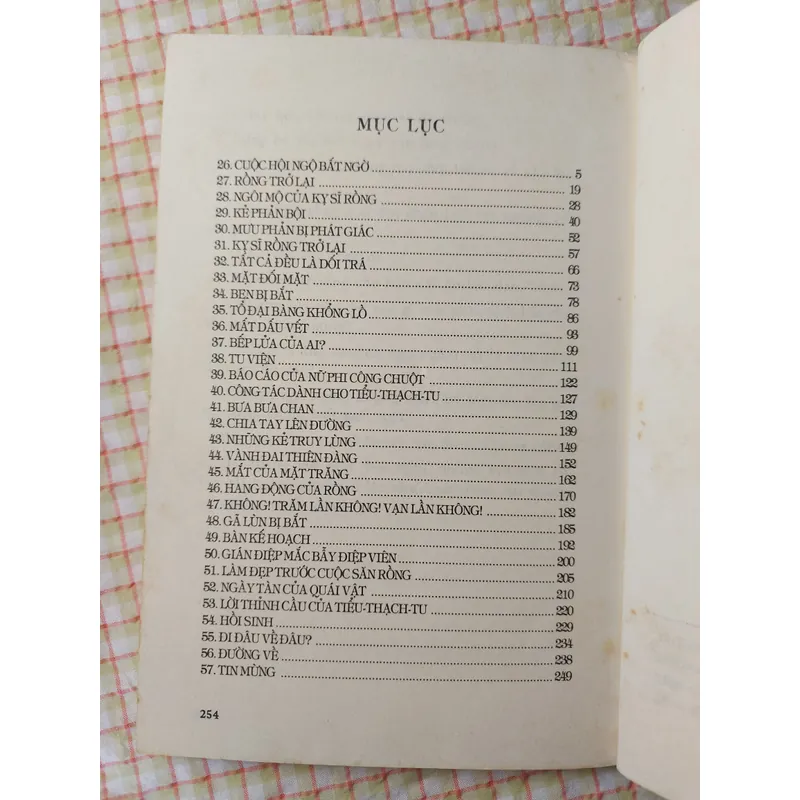 MỤC LỤC
26. CUỘC HỘI NGỘ BẤT NGỜ 5
27. RỒNG TRỞ LẠI 19
28. NGÔI MỘ CỦA KỴ SĨ RỒNG 28
29. KẺ PHẢN BỘI 40
30. MƯU PHẢN BỊ PHÁT GIÁC 52
31. KỴ SĨ RỒNG TRỞ LẠI 57
32. TẤT CẢ ĐỀU LÀ DỐI TRÁ 66
33. MẶT ĐỐI MẶT 73
34. BEN BỊ BẮT 78
35. TỔ ĐẠI BÀNG KHỔNG LỒ 86
36. MẤT DẤU VẾT 93
37. BẾP LỬA CỦA AI? 99
38. TU VIỆN 111
39. BÁO CÁO CỦA NỮ PHI CÔNG CHUỘT 122
40. CÔNG TÁC DÀNH CHO TIỂU-THẠCH-TU 127
41. BƯA BƯA CHAN 129
42. CHIA TAY LÊN ĐƯỜNG 139
43. NHỮNG KẺ TRUY LÙNG 149
44. VÀNH ĐAI THIÊN ĐÀNG 152
45. MẮT CỦA MẶT TRĂNG 162
46. HANG ĐỘNG CỦA RỒNG 170
47. KHÔNG! TRĂM LẦN KHÔNG! VẠN LẦN KHÔNG! 182
48. GÃ LÙN BỊ BẮT 185
49. BÀN KẾ HOẠCH 192
50. GIÁN ĐIỆP MẮC BẪY ĐIỆP VIÊN 200
51. LÀM ĐẸP TRƯỚC CUỘC SĂN RỒNG 205
52. NGÀY TÀN CỦA QUÁI VẬT 210
53. LỜI THỈNH CẦU CỦA TIỂU-THẠCH-TU 220
54. HỒI SINH 229
55. ĐI ĐÂU VỀ ĐÂU? 234
56. ĐƯỜNG VỀ 238
57. TIN MỪNG 249
254